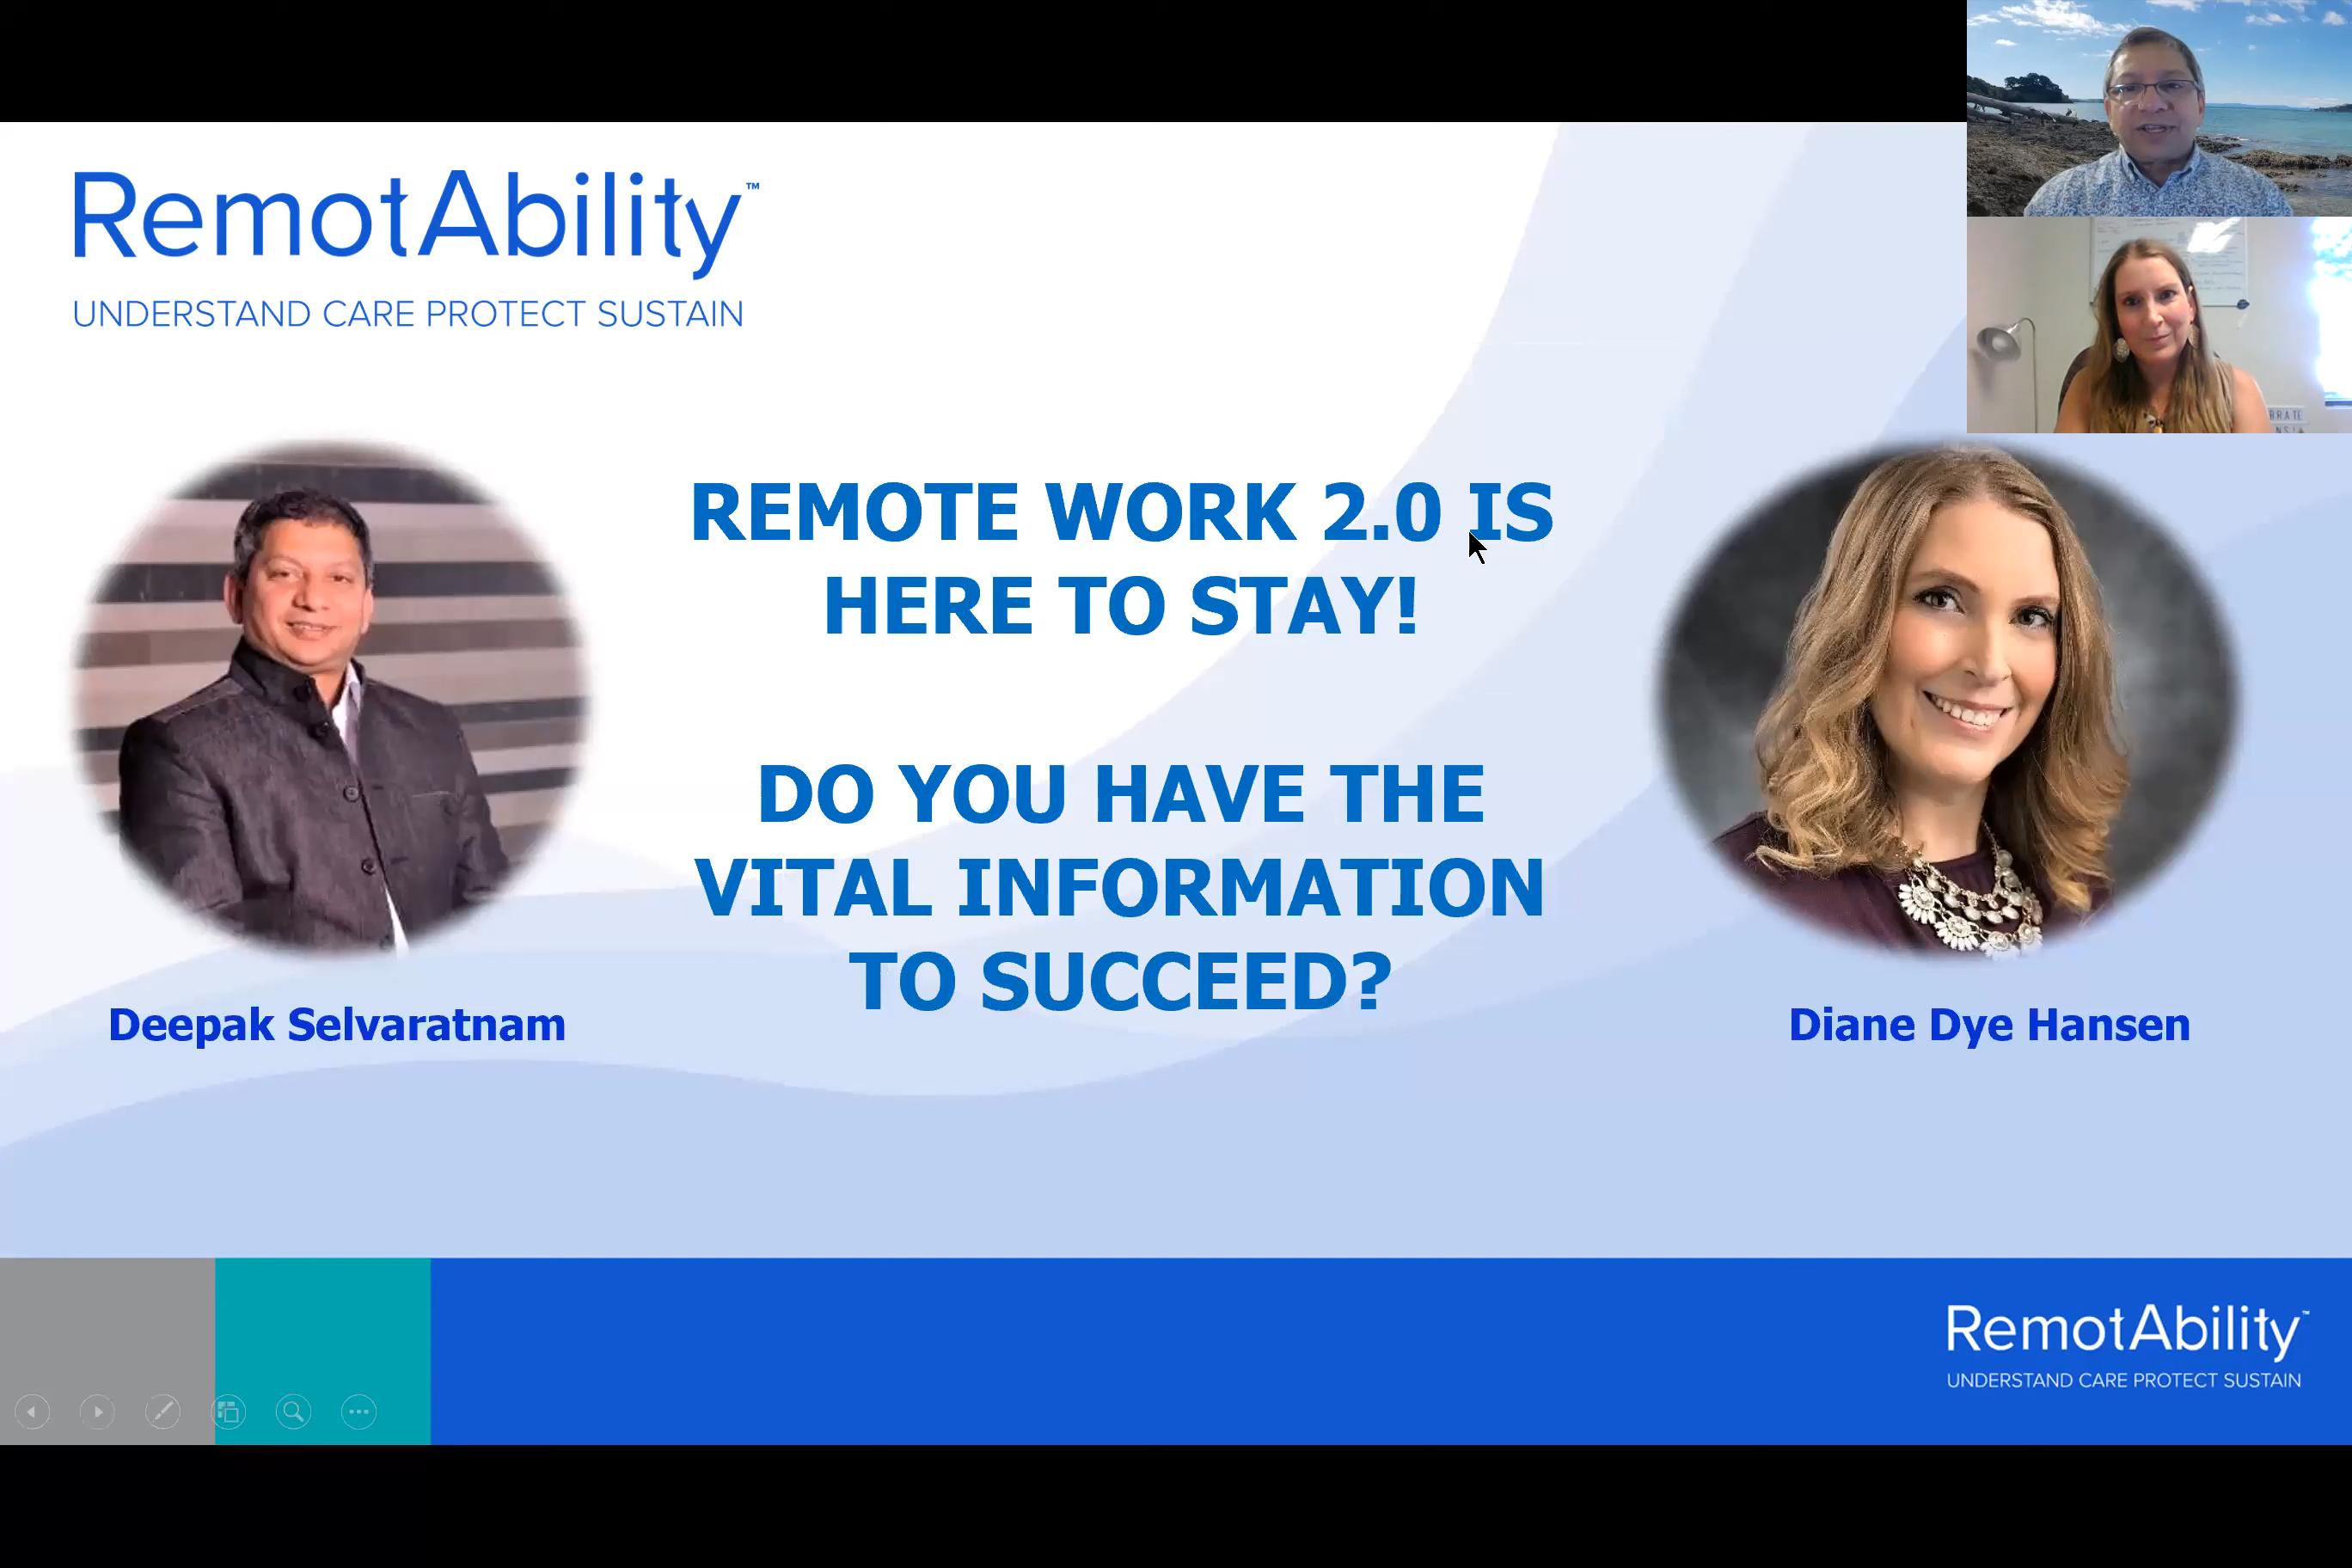 RemotAbility™
UNDERSTAND CARE PROTECT SUSTAIN
REMOTE WORK 2.0 IS
HERE TO STAY!
DO YOU HAVE THE
VITAL INFORMATION
TO SUCCEED?
Deepak Selvaratnam
Diane Dye Hansen
RemotAbility™
UNDERSTAND CARE PROTECT SUSTAIN